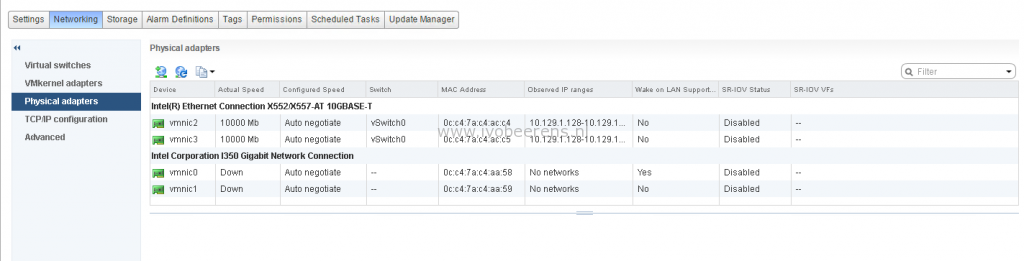 Settings Networking Storage Alarm Definitions Tags Permissions Scheduled Tasks Update Manager
Virtual switches
VMkernel adapters
Physical adapters
TCP/IP configuration
Advanced
Physical adapters
Filter
Device Actual Speed Configured Speed Switch MAC Address Observed IP ranges Wake on LAN Support... SR-IOV Status SR-IOV VFs
Intel(R) Ethernet Connection X552/X557-AT 10GBASE-T
vmnic2 10000 Mb Auto negotiate vSwitch0 0c:c4:7a:c4:ac:c4 10.129.1.128-10.129.1... No Disabled --
www.ivobeerens.nl
vmnic3 10000 Mb Auto negotiate vSwitch0 0c:c4:7a:c4:ac:c5 10.129.1.128-10.129.1... No Disabled --
Intel Corporation I350 Gigabit Network Connection
vmnic0 Down Auto negotiate -- 0c:c4:7a:c4:aa:58 No networks Yes Disabled --
vmnic1 Down Auto negotiate -- 0c:c4:7a:c4:aa:59 No networks No Disabled --